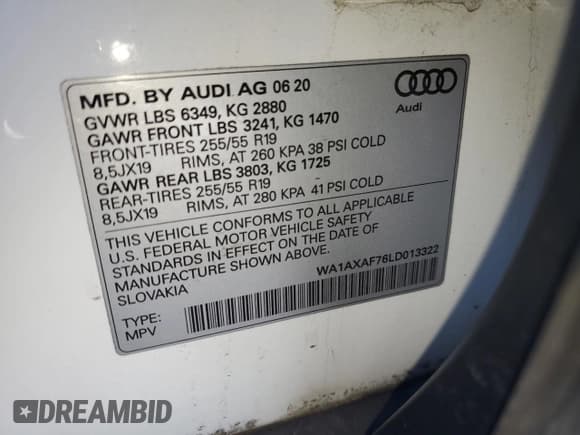 MFD. BY AUDI AG 06 20
GVWR LBS 6349, KG 2880
GAWR FRONT LBS 3241, KG 1470
FRONT-TIRES 255/55 R19
8,5JX19 RIMS, AT 260 KPA 38 PSI COLD
GAWR REAR LBS 3803, KG 1725
REAR-TIRES 255/55 R19
8,5JX19 RIMS, AT 280 KPA 41 PSI COLD
Audi
THIS VEHICLE CONFORMS TO ALL APPLICABLE
U.S. FEDERAL MOTOR VEHICLE SAFETY
STANDARDS IN EFFECT ON THE DATE OF
MANUFACTURE SHOWN ABOVE.
SLOVAKIA
WA1AXAF76LD013322
TYPE:
MPV
DREAMBID